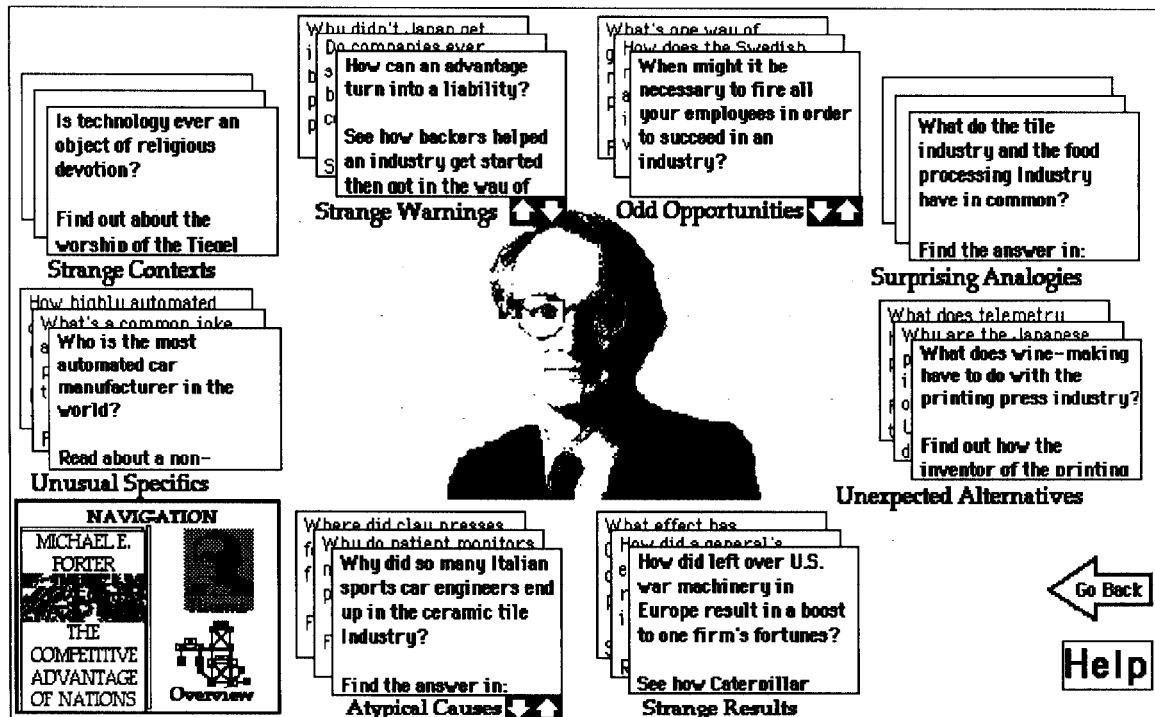 Why didn't Japan get
Do companies ever
How can an advantage
turn into a liability?
See how backers helped
an industry get started
then got in the way of
Strange Warnings
What's one way of
How does the Swedish
When might it be
necessary to fire all
your employees in order
to succeed in an
industry?
Odd Opportunities
Is technology ever an
object of religious
devotion?
Find out about the
worship of the Tiegel
Strange Contexts
What do the tile
industry and the food
processing Industry
have in common?
Find the answer in:
Surprising Analogies
How highly automated
What's a common joke
Who is the most
automated car
manufacturer in the
world?
Read about a non-
Unusual Specifics
What does telemetry
Why are the Japanese
What does wine-making
have to do with the
printing press industry?
Find out how the
inventor of the printing
Unexpected Alternatives
NAVIGATION
MICHAEL E.
PORTER
THE
COMPETITIVE
ADVANTAGE
OF NATIONS
Overview
Where did clay presses
Why do patient monitors
Why did so many Italian
sports car engineers end
up in the ceramic tile
Industry?
Find the answer in:
Atypical Causes
What effect has
How did a general's
How did left over U.S.
war machinery in
Europe result in a boost
to one firm's fortunes?
See how Caterpillar
Strange Results
Go Back
Help